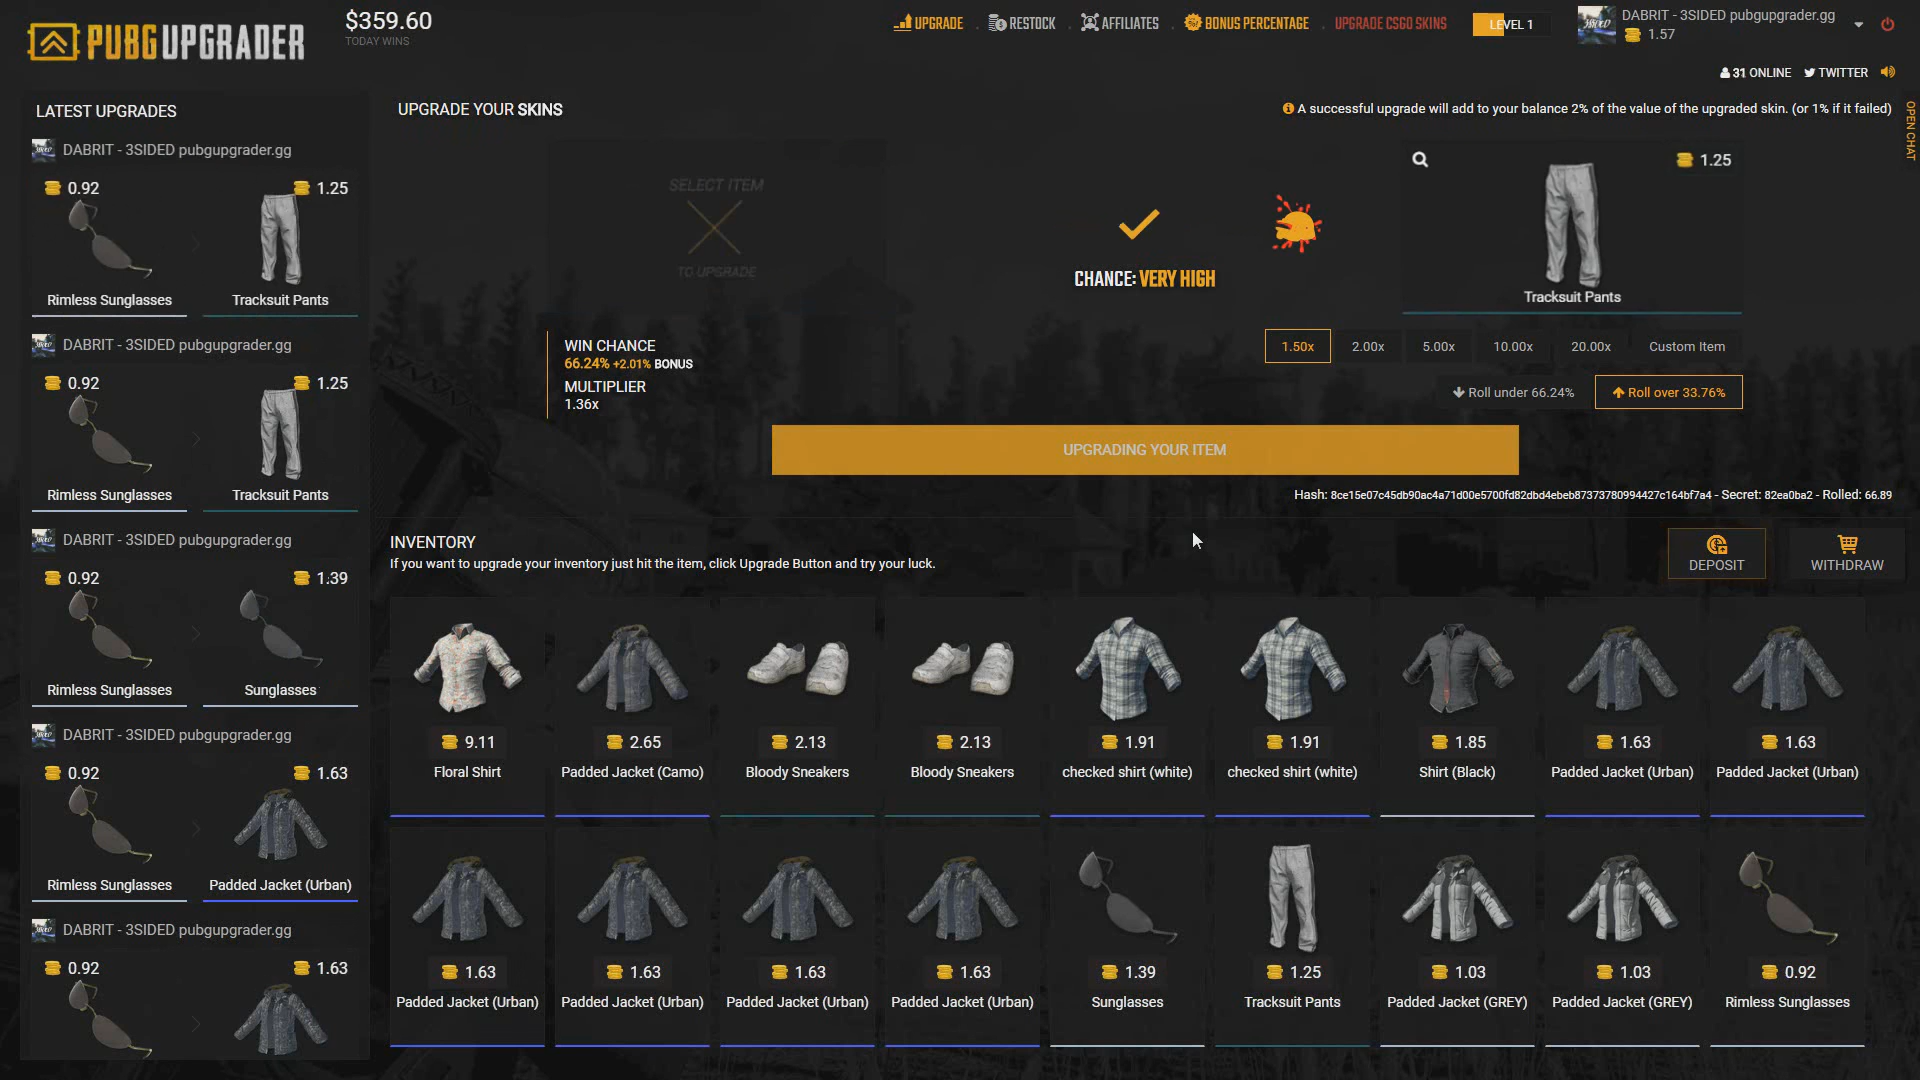 PUBGUPGRADER
$359.60
TODAY WINS
UPGRADE
RESTOCK
AFFILIATES
BONUS PERCENTAGE
UPGRADE CSGO SKINS
LEVEL 1
DABRIT - 3SIDED pubgupgrader.gg
1.57
31 ONLINE
TWITTER
OPEN CHAT
LATEST UPGRADES
DABRIT - 3SIDED pubgupgrader.gg
0.92
1.25
Rimless Sunglasses
Tracksuit Pants
DABRIT - 3SIDED pubgupgrader.gg
0.92
1.25
Rimless Sunglasses
Tracksuit Pants
DABRIT - 3SIDED pubgupgrader.gg
0.92
1.39
Rimless Sunglasses
Sunglasses
DABRIT - 3SIDED pubgupgrader.gg
0.92
1.63
Rimless Sunglasses
Padded Jacket (Urban)
DABRIT - 3SIDED pubgupgrader.gg
0.92
1.63
UPGRADE YOUR SKINS
A successful upgrade will add to your balance 2% of the value of the upgraded skin. (or 1% if it failed)
SELECT ITEM
TO UPGRADE
CHANCE: VERY HIGH
1.25
Tracksuit Pants
WIN CHANCE
66.24% +2.01% BONUS
MULTIPLIER
1.36x
1.50x
2.00x
5.00x
10.00x
20.00x
Custom Item
Roll under 66.24%
Roll over 33.76%
UPGRADING YOUR ITEM
Hash: 8ce15e07c45db90ac4a71d00e5700fd82dbd4ebeb87373780994427c164bf7a4 - Secret: 82ea0ba2 - Rolled: 66.89
INVENTORY
If you want to upgrade your inventory just hit the item, click Upgrade Button and try your luck.
DEPOSIT
WITHDRAW
9.11
2.65
2.13
2.13
1.91
1.91
1.85
1.63
1.63
Floral Shirt
Padded Jacket (Camo)
Bloody Sneakers
Bloody Sneakers
checked shirt (white)
checked shirt (white)
Shirt (Black)
Padded Jacket (Urban)
Padded Jacket (Urban)
1.63
1.63
1.63
1.63
1.39
1.25
1.03
1.03
0.92
Padded Jacket (Urban)
Padded Jacket (Urban)
Padded Jacket (Urban)
Padded Jacket (Urban)
Sunglasses
Tracksuit Pants
Padded Jacket (GREY)
Padded Jacket (GREY)
Rimless Sunglasses